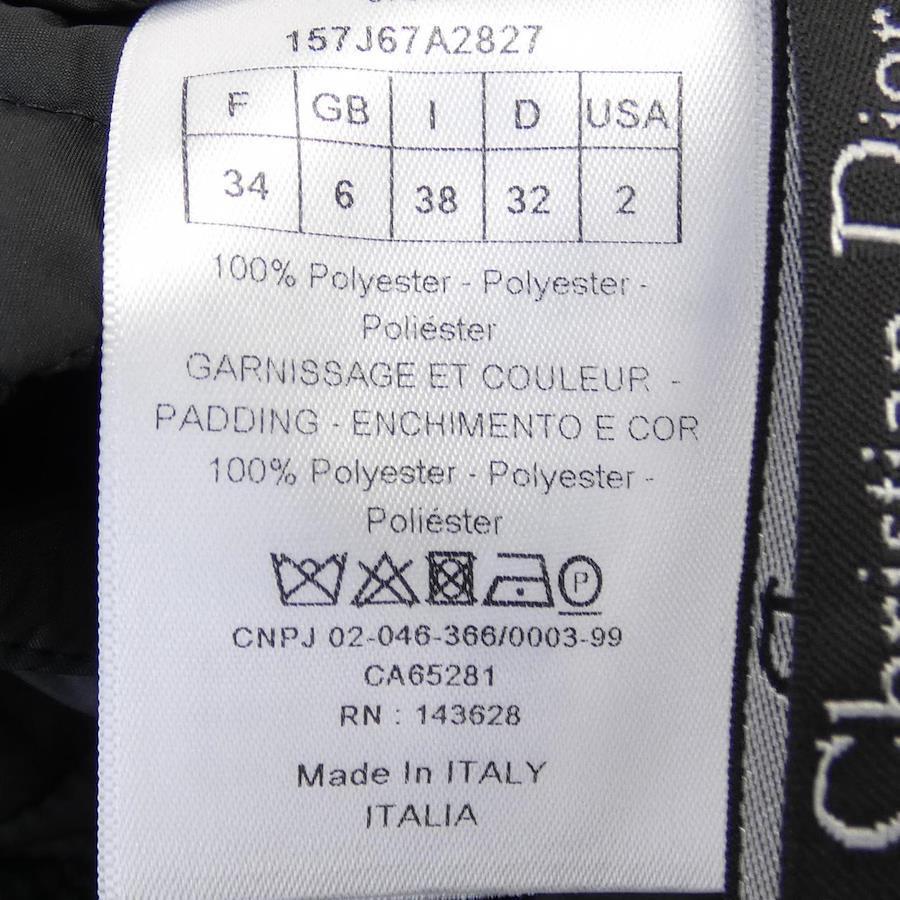 157J67A2827
F GB I D USA
34 6 38 32 2
100% Polyester - Polyester -
Poliéster
GARNISSAGE ET COULEUR -
PADDING - ENCHIMENTO E COR
100% Polyester - Polyester -
Poliéster
P
CNPJ 02-046-366/0003-99
CA65281
RN : 143628
Made In ITALY
ITALIA
Christian Dior